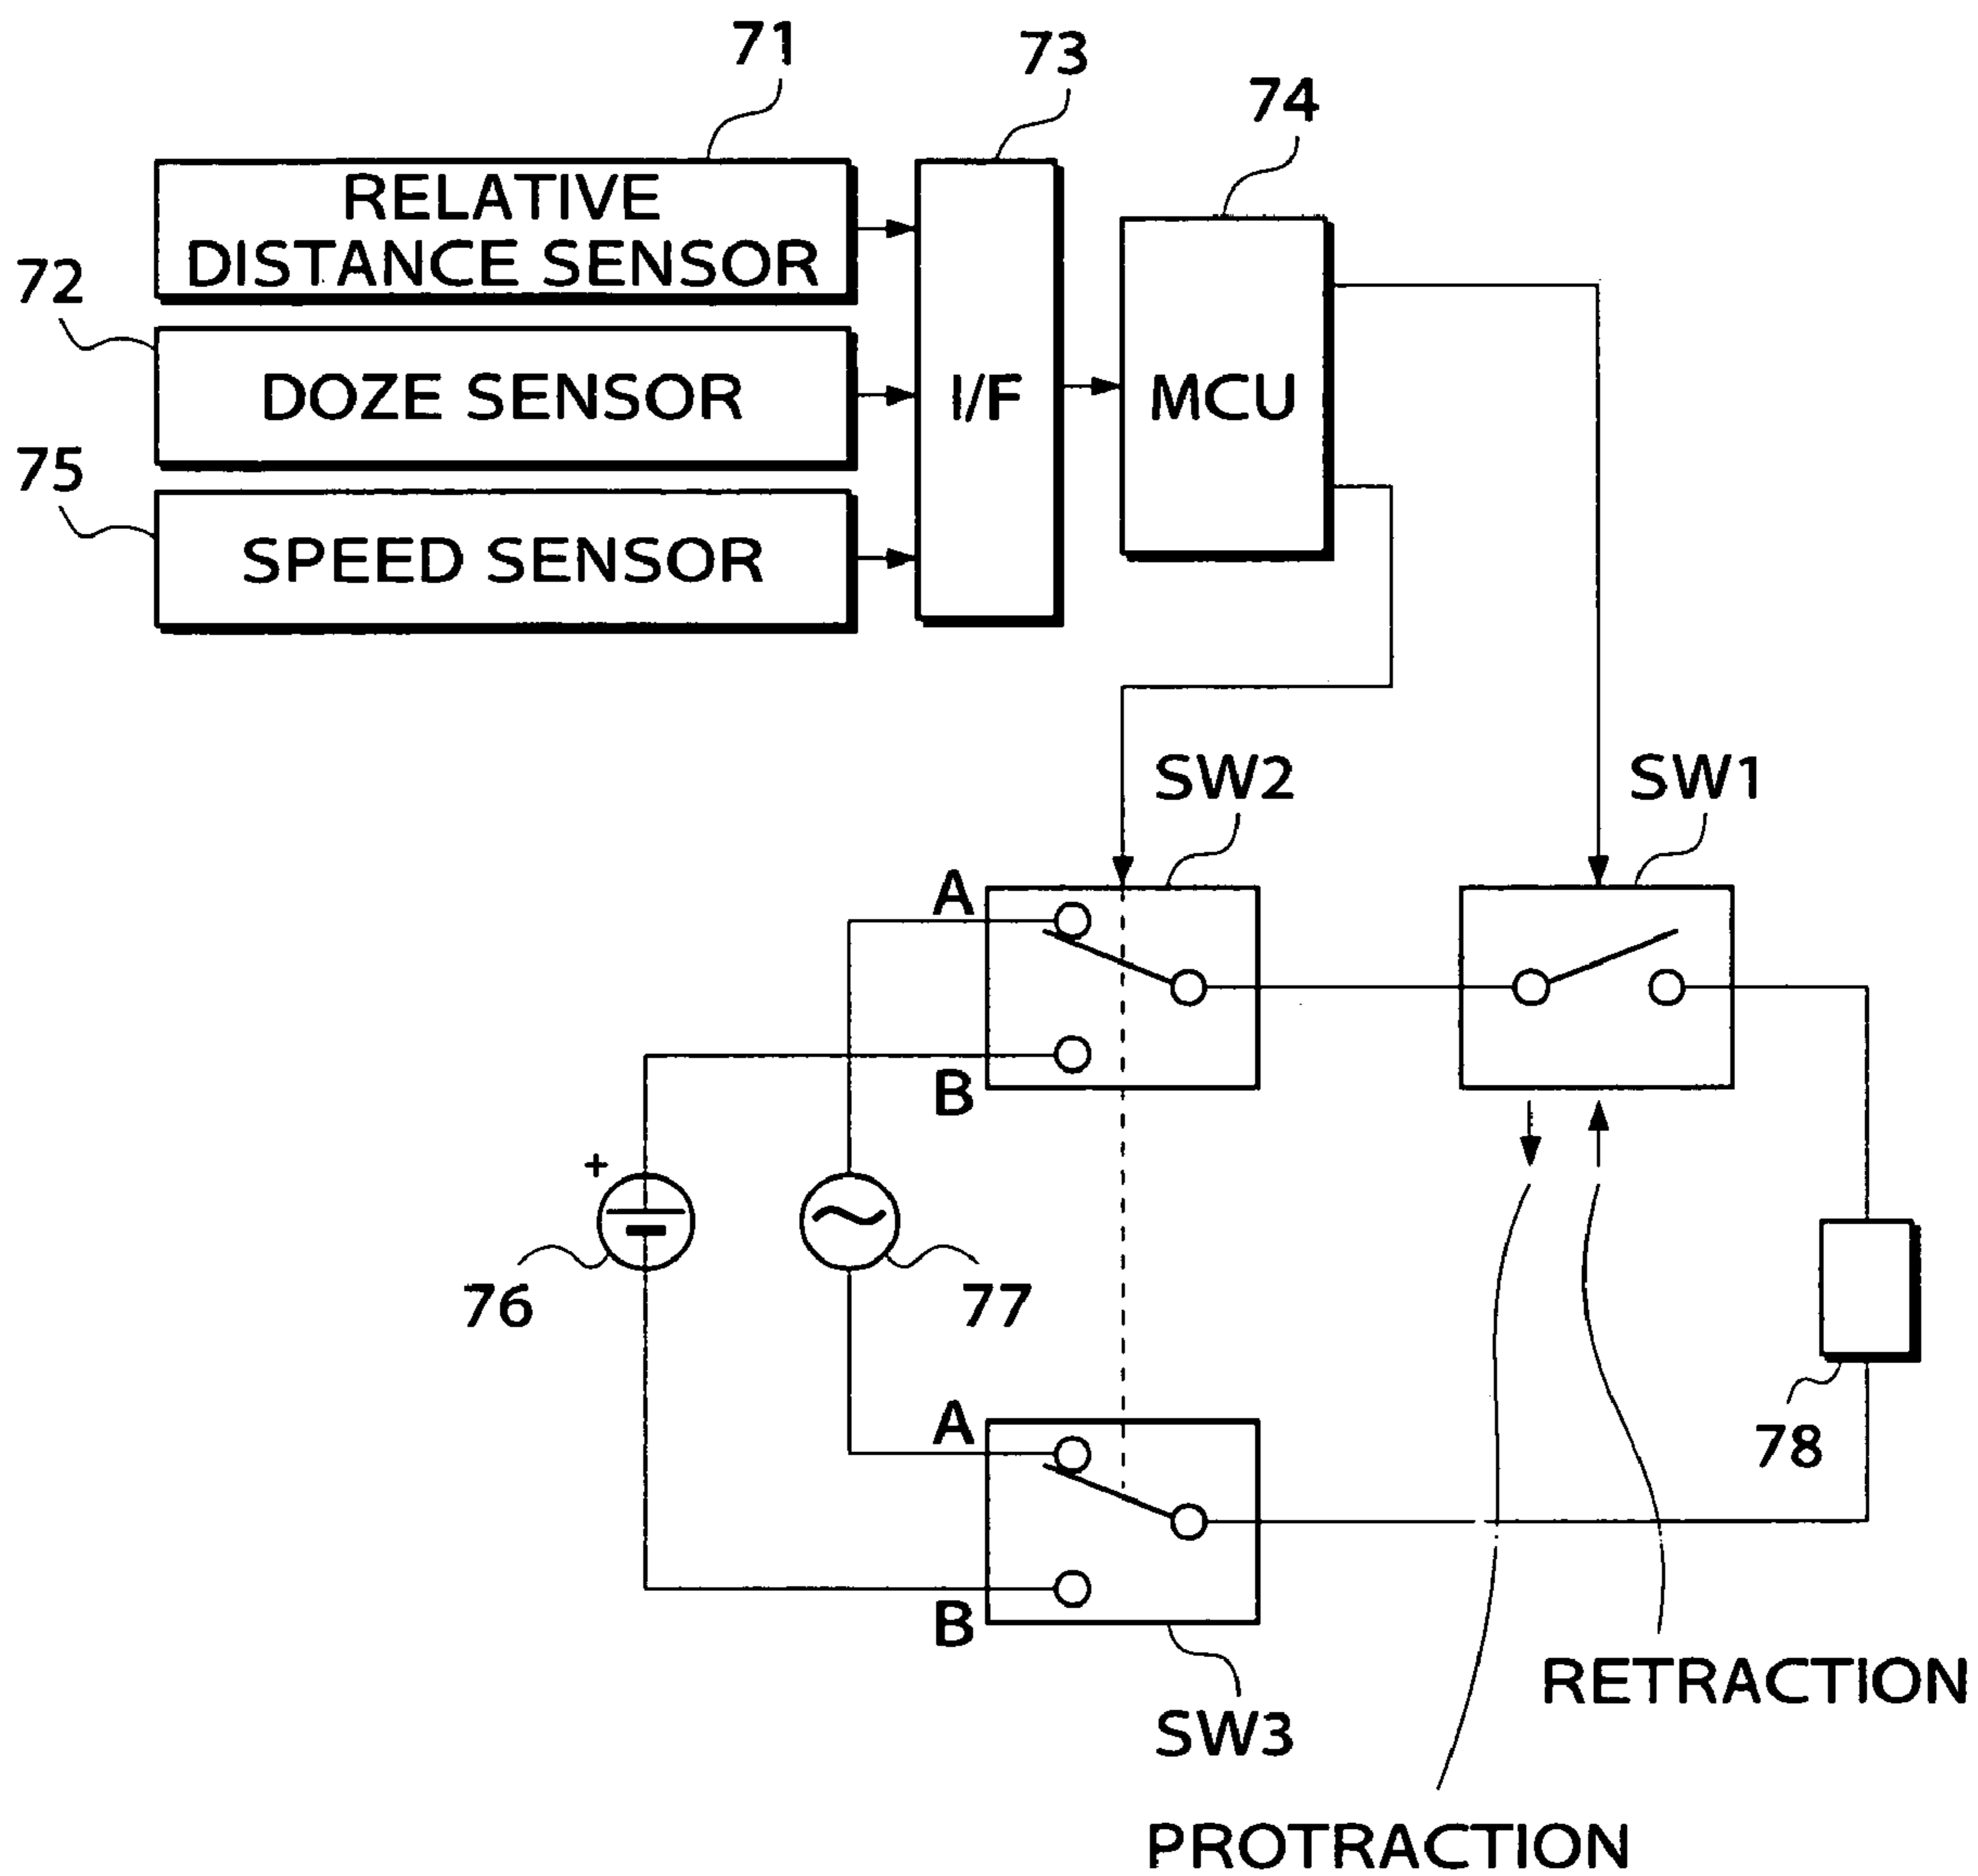 71
73
74
RELATIVE
DISTANCE SENSOR
72
DOZE SENSOR
I/F
MCU
75
SPEED SENSOR
SW2
SW1
A
B
+
76
77
A
78
B
RETRACTION
SW3
PROTRACTION